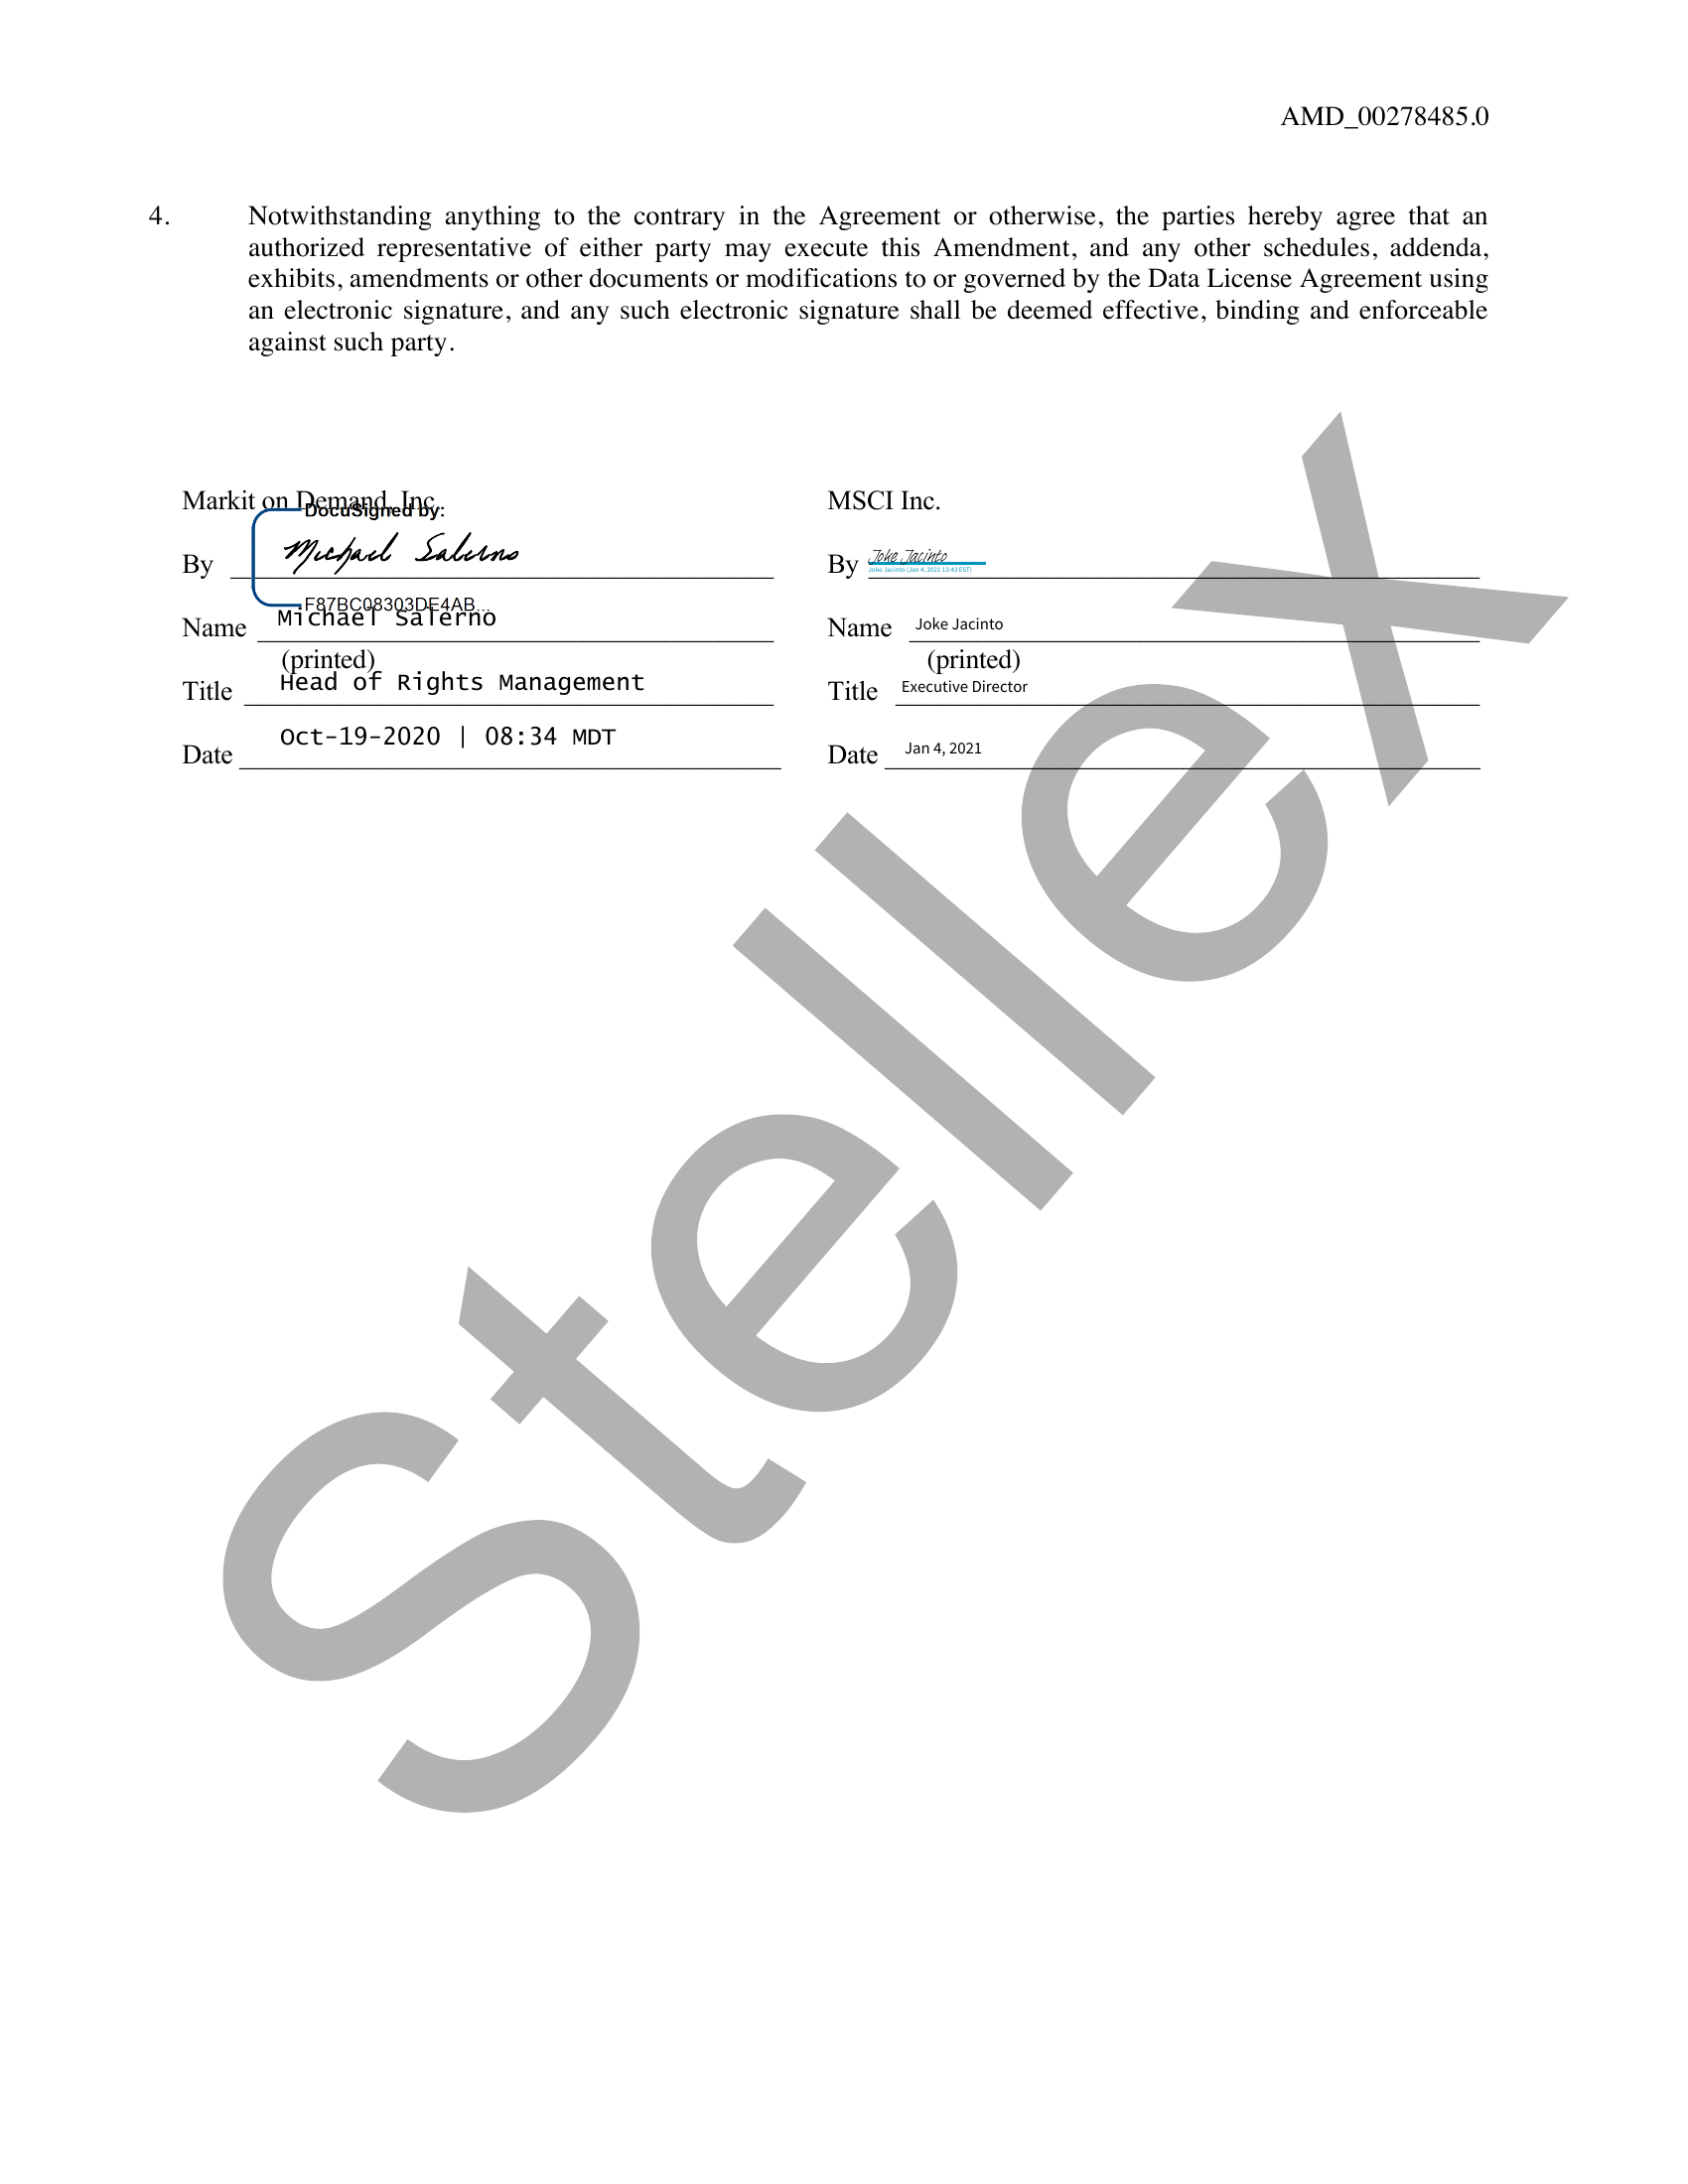 AMD_00278485.0
4. Notwithstanding anything to the contrary in the Agreement or otherwise, the parties hereby agree that an
authorized representative of either party may execute this Amendment, and any other schedules, addenda,
exhibits, amendments or other documents or modifications to or governed by the Data License Agreement using
an electronic signature, and any such electronic signature shall be deemed effective, binding and enforceable
against such party.
Markit on Demand, Inc.
DocuSigned by:
By Michael Salerno
F87BC08303DE4AB...
Name Michael Salerno
(printed)
Title Head of Rights Management
Date Oct-19-2020 | 08:34 MDT
MSCI Inc.
By Joke Jacinto
Joke Jacinto (Jan 4, 2021 13:43 EST)
Name Joke Jacinto
(printed)
Title Executive Director
Date Jan 4, 2021
Stellex